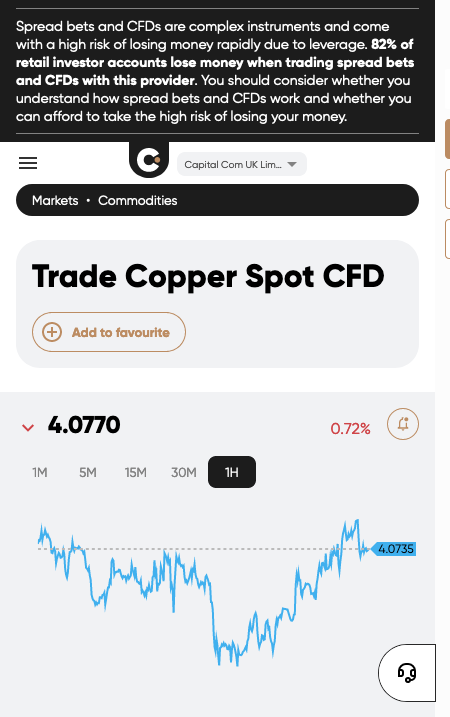 Spread bets and CFDs are complex instruments and come
with a high risk of losing money rapidly due to leverage. 82% of
retail investor accounts lose money when trading spread bets
and CFDs with this provider. You should consider whether you
understand how spread bets and CFDs work and whether you
can afford to take the high risk of losing your money.
Capital Com UK Lim...
Markets • Commodities
Trade Copper Spot CFD
Add to favourite
4.0770
0.72%
1M 5M 15M 30M 1H
4.0735